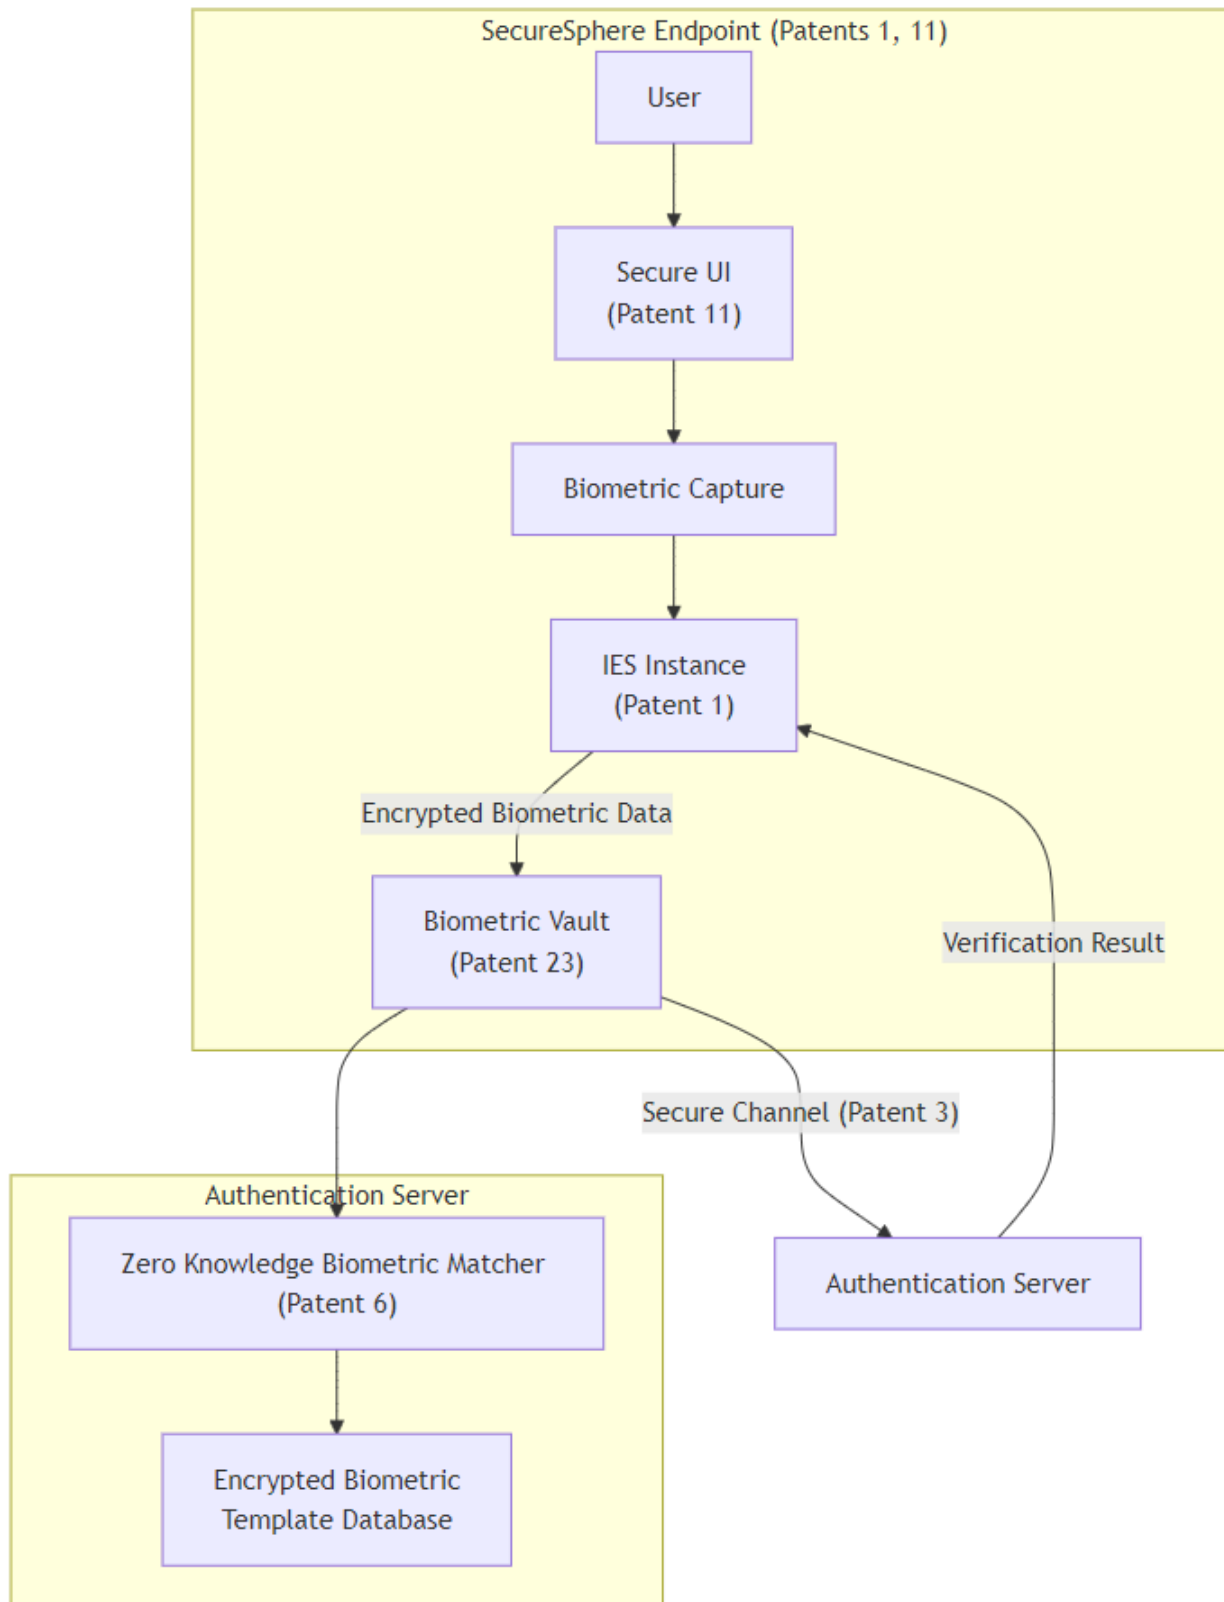 SecureSphere Endpoint (Patents 1, 11)
User
Secure UI
(Patent 11)
Biometric Capture
IES Instance
(Patent 1)
Encrypted Biometric Data
Biometric Vault
(Patent 23)
Verification Result
Secure Channel (Patent 3)
Authentication Server
Zero Knowledge Biometric Matcher
(Patent 6)
Authentication Server
Encrypted Biometric
Template Database